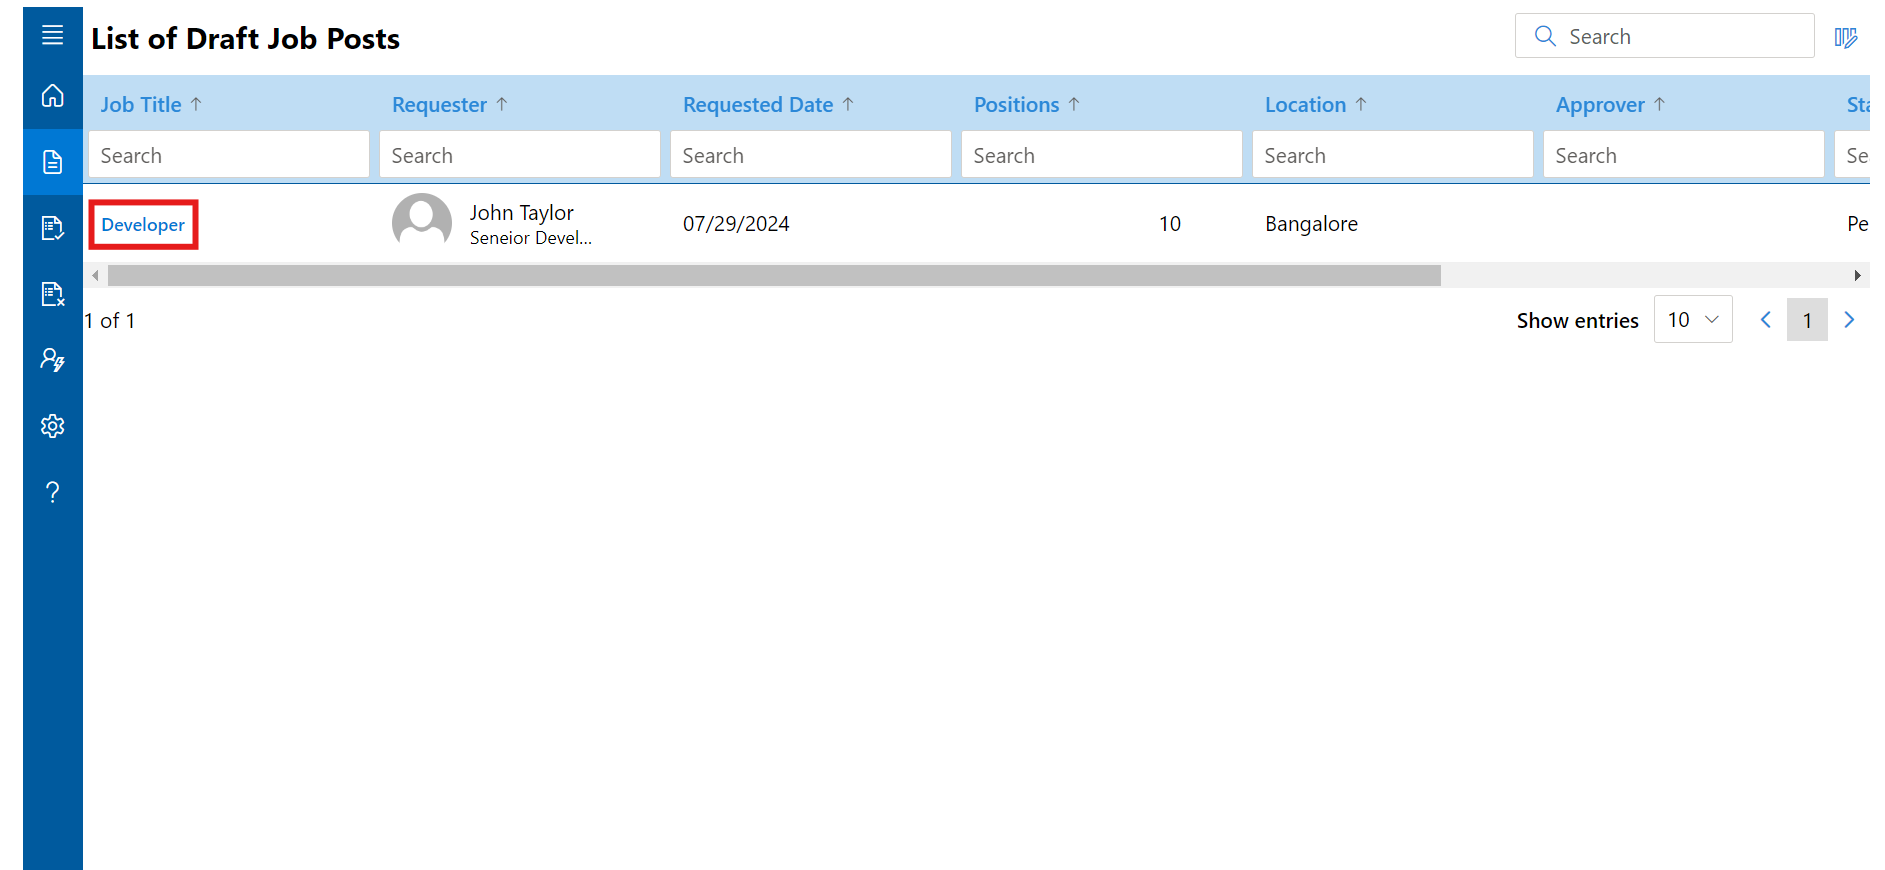 List of Draft Job Posts
Search
Job Title ↑ Requester ↑ Requested Date ↑ Positions ↑ Location ↑ Approver ↑ Sta
Search Search Search Search Search Search Se
Developer John Taylor 07/29/2024 10 Bangalore Pe
Seneior Devel...
1 of 1 Show entries 10 1
?